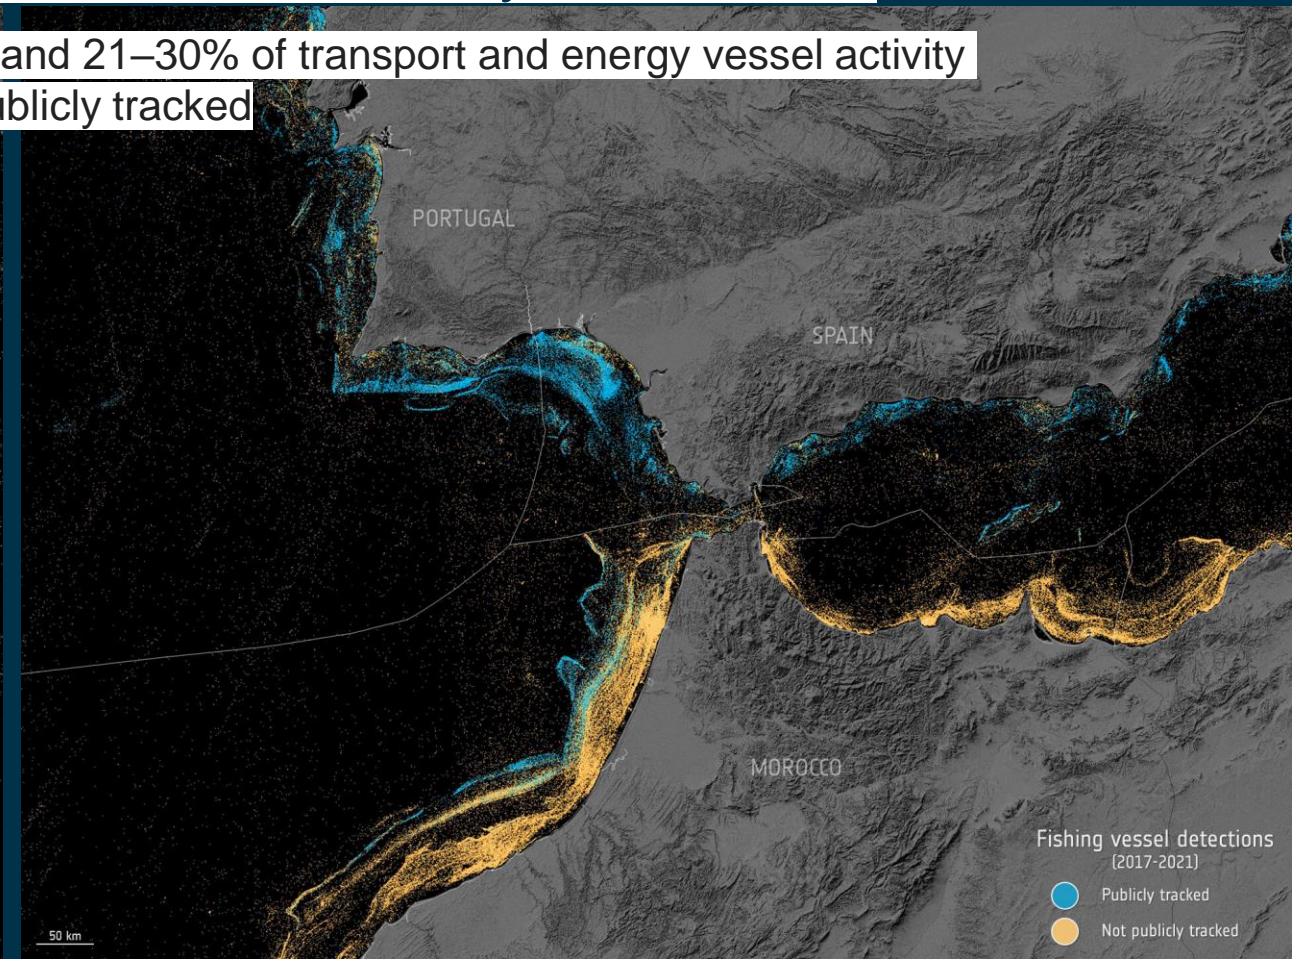 and 21–30% of transport and energy vessel activity
tracked
PORTUGAL
SPAIN
MOROCCO
Fishing vessel detections
(2017-2021)
Publicly tracked
Not publicly tracked
50 km